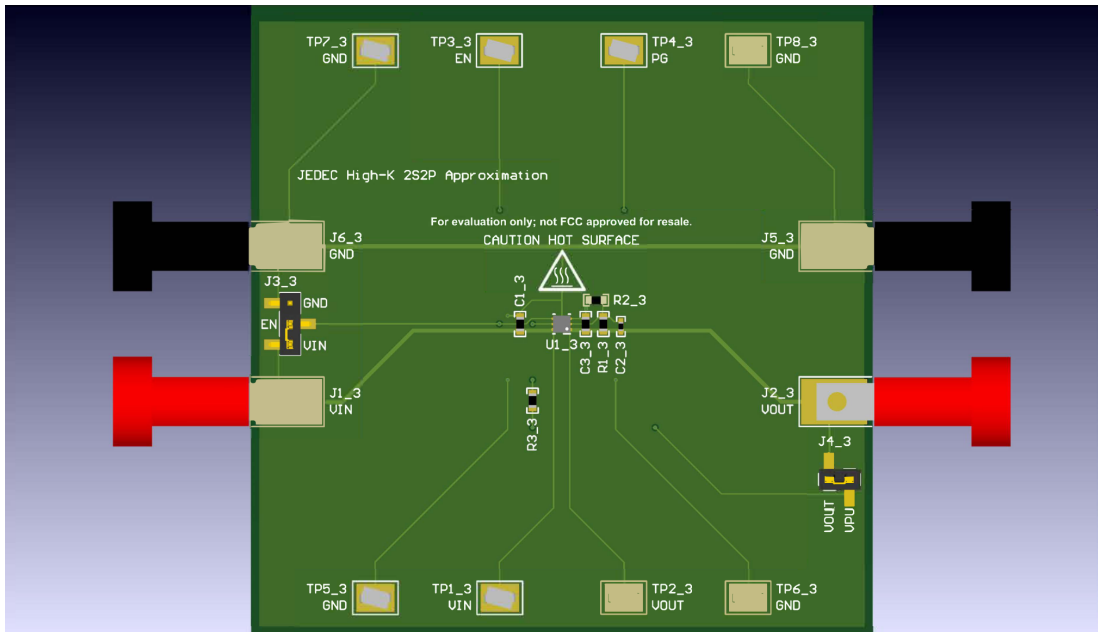 TP7_3
GND
TP3_3
EN
TP4_3
PG
TP8_3
GND
JEDEC High-K 2S2P Approximation
For evaluation only; not FCC approved for resale.
CAUTION HOT SURFACE
J6_3
GND
J5_3
GND
J3_3
GND
EN
VIN
C1_3
R2_3
U1_3
C3_3
R1_3
C2_3
J1_3
VIN
J2_3
VOUT
R3_3
J4_3
VOUT
VPU
TP5_3
GND
TP1_3
VIN
TP2_3
VOUT
TP6_3
GND